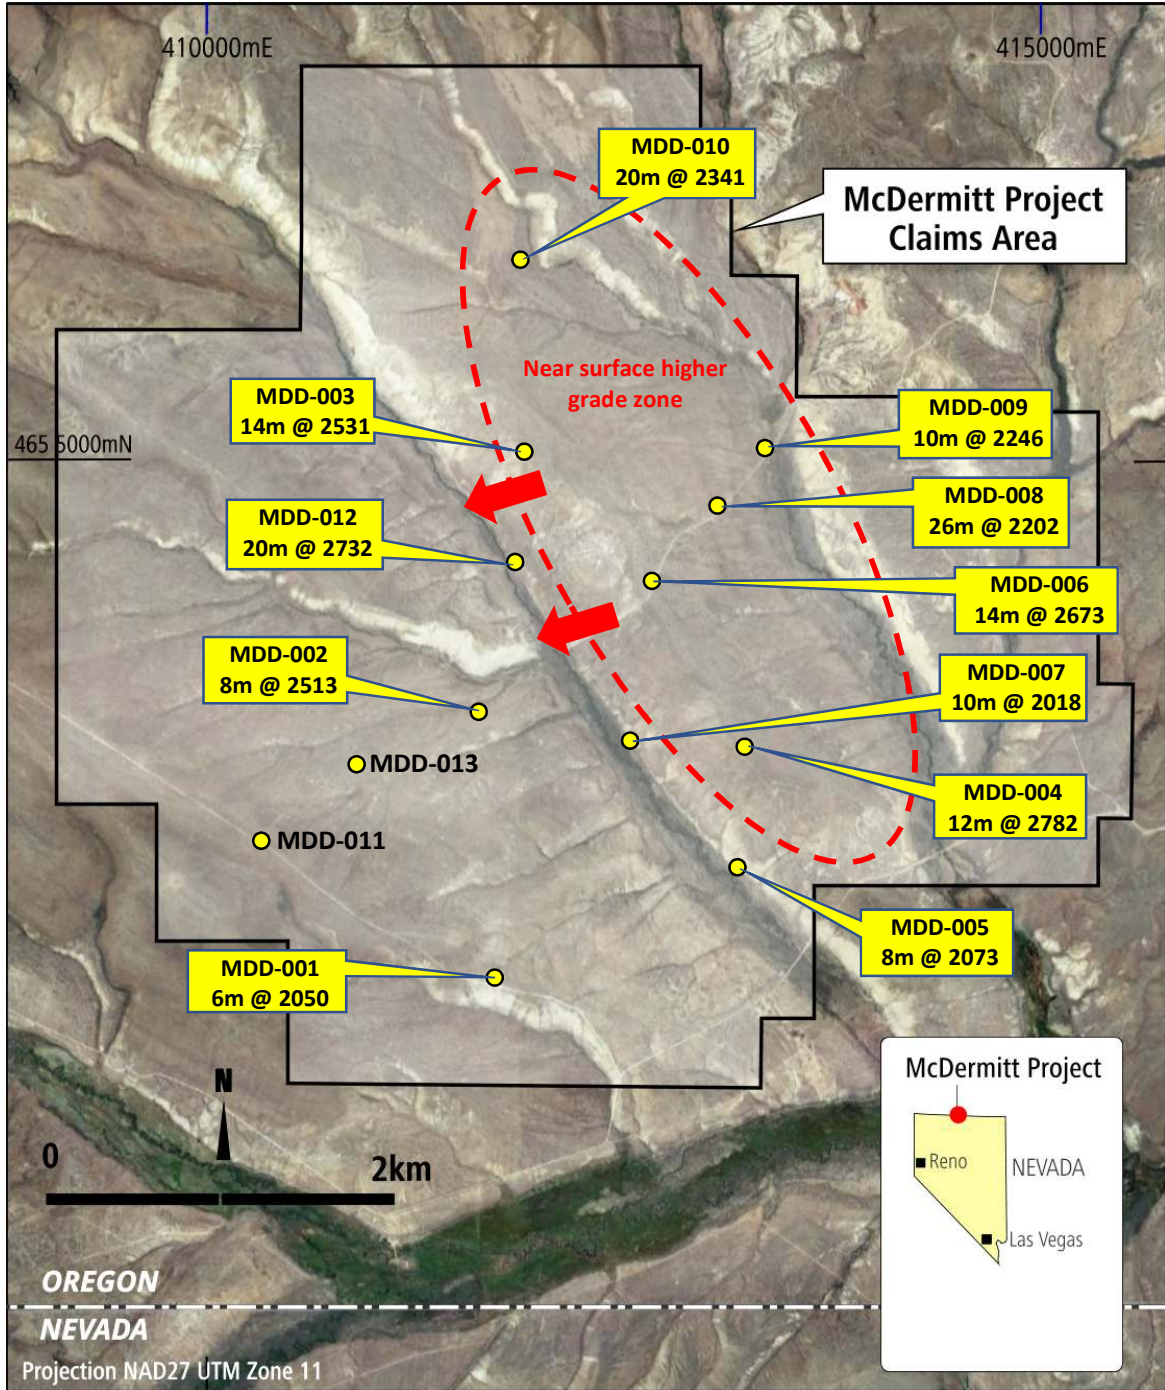 410000mE
415000mE
MDD-010
20m @ 2341
McDermitt Project
Claims Area
Near surface higher
grade zone
MDD-003
14m @ 2531
MDD-009
10m @ 2246
465 5000mN
MDD-008
26m @ 2202
MDD-012
20m @ 2732
MDD-006
14m @ 2673
MDD-002
8m @ 2513
MDD-007
10m @ 2018
MDD-013
MDD-004
12m @ 2782
MDD-011
MDD-005
8m @ 2073
MDD-001
6m @ 2050
N
0
2km
McDermitt Project
Reno
NEVADA
Las Vegas
OREGON
NEVADA
Projection NAD27 UTM Zone 11